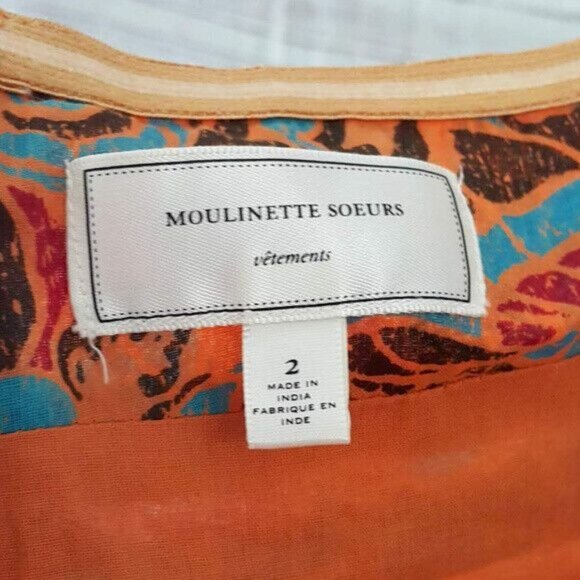 MOULINETTE SOEURS
vêtements
2
MADE IN
INDIA
FABRIQUE EN
INDE